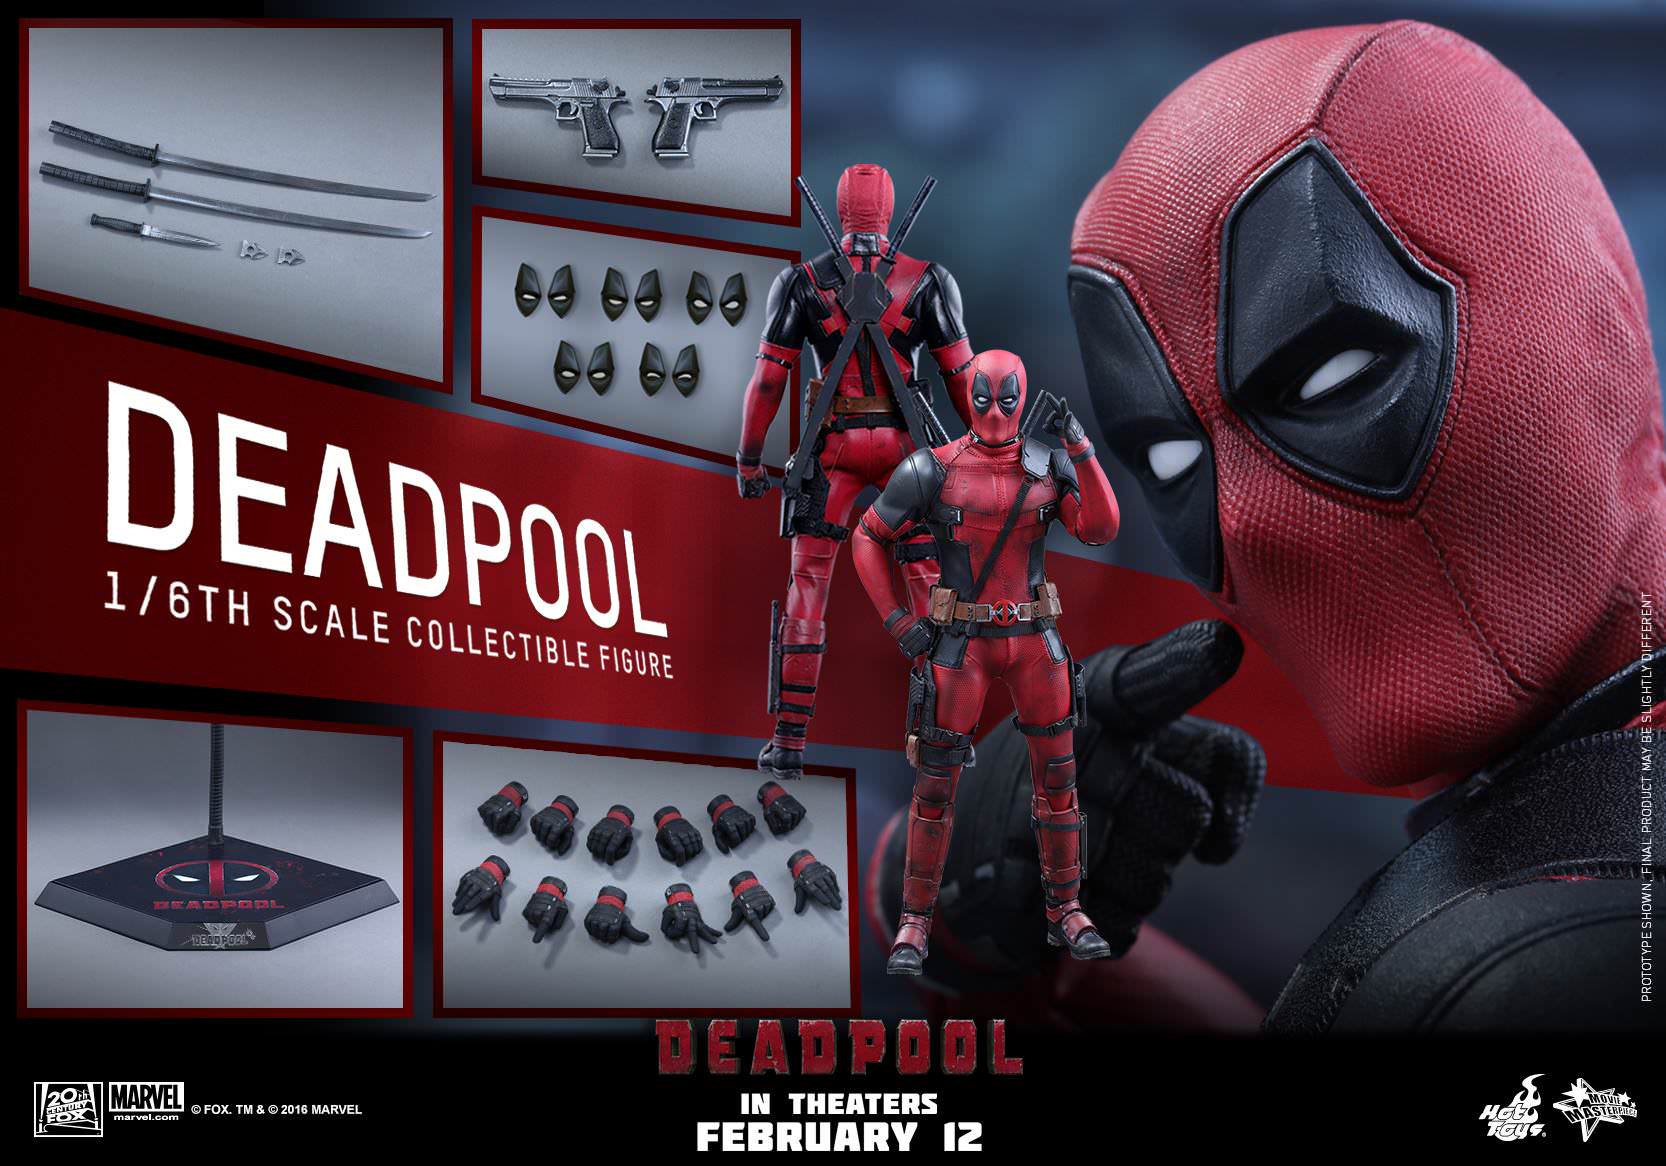 DEADPOOL
1/6TH SCALE COLLECTIBLE FIGURE
DEADPOOL
DEADPOOL
PROTOTYPE SHOWN, FINAL PRODUCT MAY BE SLIGHTLY DIFFERENT
DEADPOOL
IN THEATERS
FEBRUARY 12
20th
CENTURY
FOX
MARVEL
marvel.com
© FOX. TM & © 2016 MARVEL
Hot
Toys.
MOVIE
MASTERPIECE